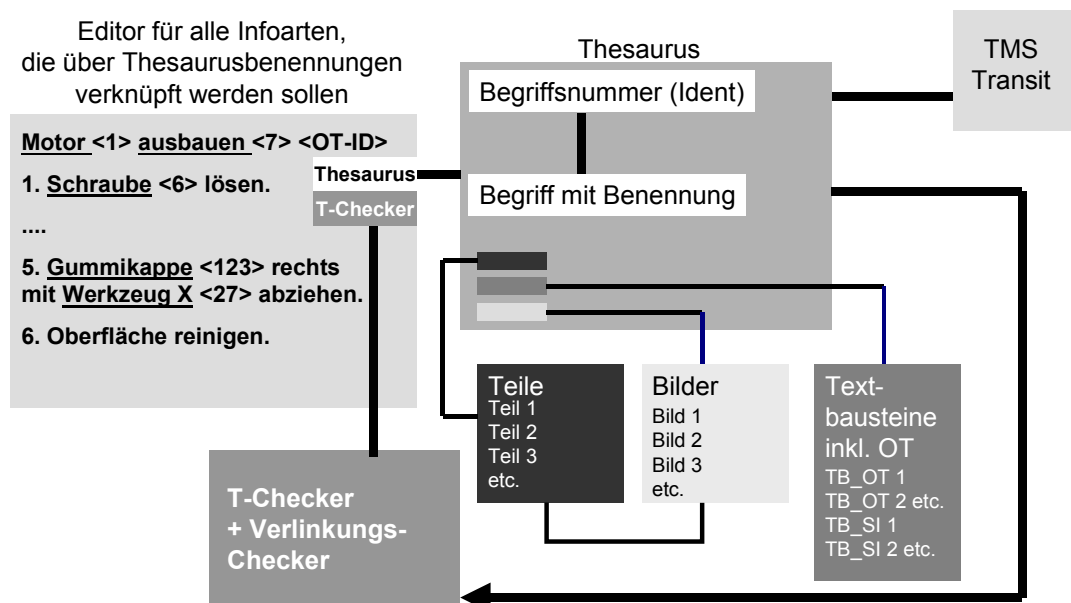 Editor für alle Infoarten,
die über Thesaurusbenennungen
verknüpft werden sollen
Motor <1> ausbauen <7> <OT-ID>
1. Schraube <6> lösen.
....
5. Gummikappe <123> rechts
mit Werkzeug X <27> abziehen.
6. Oberfläche reinigen.
Thesaurus
T-Checker
Thesaurus
Begriffsnummer (Ident)
Begriff mit Benennung
TMS
Transit
Teile
Teil 1
Teil 2
Teil 3
etc.
Bilder
Bild 1
Bild 2
Bild 3
etc.
Text-
bausteine
inkl. OT
TB_OT 1
TB_OT 2 etc.
TB_SI 1
TB_SI 2 etc.
T-Checker
+ Verlinkungs-
Checker